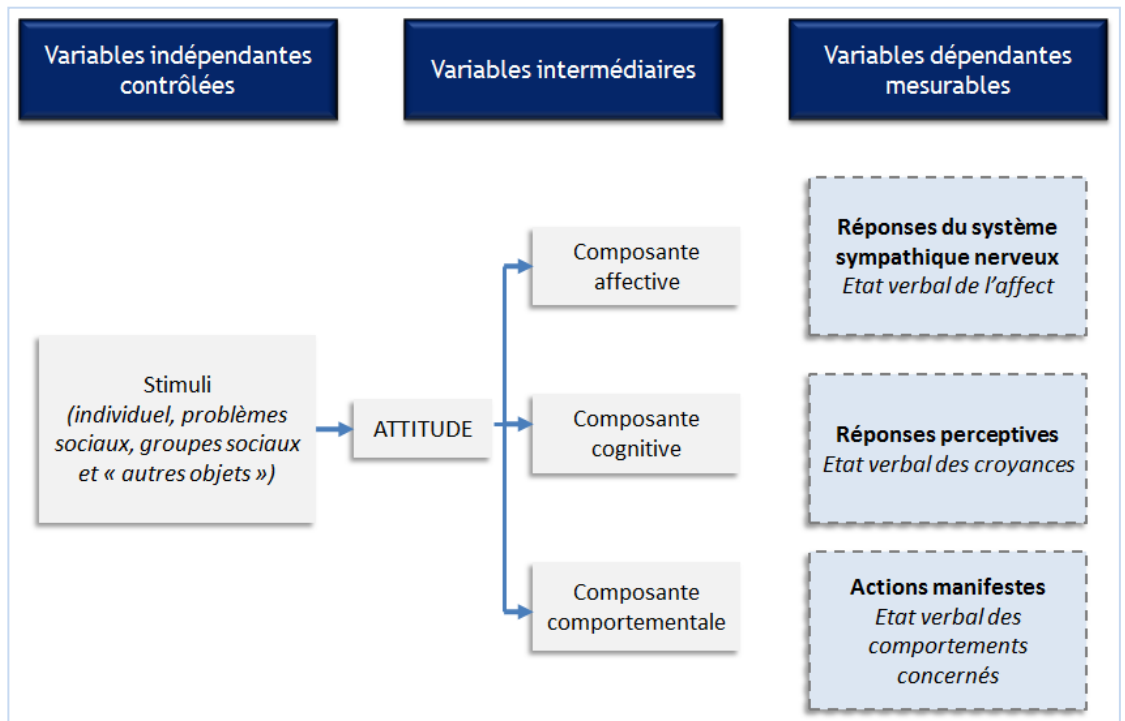 Variables indépendantes
contrôlées
Variables intermédiaires
Variables dépendantes
mesurables
Réponses du système
sympathique nerveux
Etat verbal de l'affect
Composante
affective
Stimuli
(individuel, problèmes
sociaux, groupes sociaux
et « autres objets »)
ATTITUDE
Composante
cognitive
Réponses perceptives
Etat verbal des croyances
Composante
comportementale
Actions manifestes
Etat verbal des
comportements
concernés